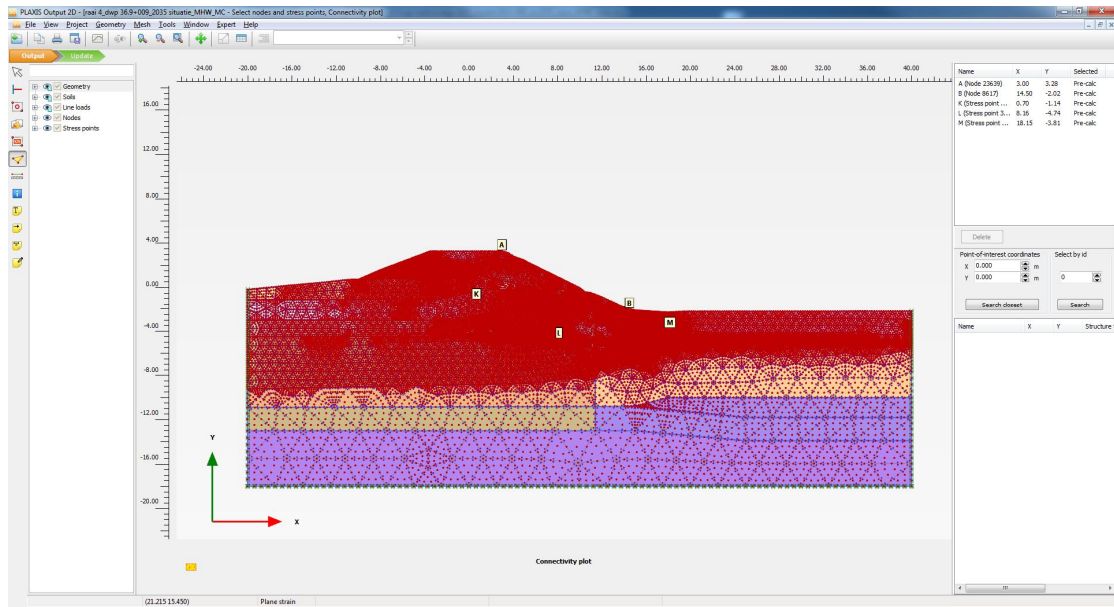 PLAXIS Output 2D - [raai 4_dwp 36.9+009_2035 situatie_MHW_MC - Select nodes and stress points, Connectivity plot]
File View Project Geometry Mesh Tools Window Expert Help
Output Update
Geometry
Soils
Line loads
Nodes
Stress points
-24.00 -20.00 -16.00 -12.00 -8.00 -4.00 0.00 4.00 8.00 12.00 16.00 20.00 24.00 28.00 32.00 36.00 40.00
16.00
12.00
8.00
4.00
0.00
-4.00
-8.00
-12.00
-16.00
-20.00
A
B
K
L
M
Y
X
Connectivity plot
Name X Y Selected
A (Node 23639) 3.00 3.28 Pre-calc
B (Node 8617) 14.50 -2.02 Pre-calc
K (Stress point ... 0.70 -1.14 Pre-calc
L (Stress point 3... 8.16 -4.74 Pre-calc
M (Stress point ... 18.15 -3.81 Pre-calc
Delete
Point-of-interest coordinates Select by id
X 0.000 m
Y 0.000 m 0
Search closest Search
Name X Y Structure
(21.215 15.450) Plane strain